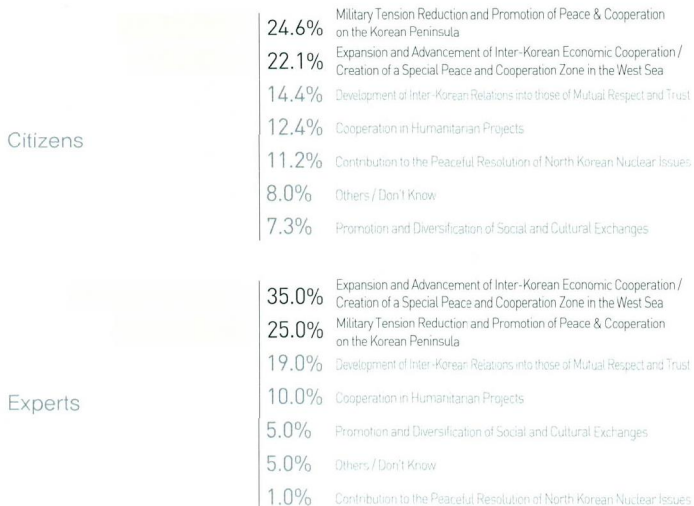 Citizens
24.6% Military Tension Reduction and Promotion of Peace & Cooperation
on the Korean Peninsula
22.1% Expansion and Advancement of Inter-Korean Economic Cooperation /
Creation of a Special Peace and Cooperation Zone in the West Sea
14.4% Development of Inter-Korean Relations into those of Mutual Respect and Trust
12.4% Cooperation in Humanitarian Projects
11.2% Contribution to the Peaceful Resolution of North Korean Nuclear Issues
8.0% Others / Don't Know
7.3% Promotion and Diversification of Social and Cultural Exchanges
Experts
35.0% Expansion and Advancement of Inter-Korean Economic Cooperation /
Creation of a Special Peace and Cooperation Zone in the West Sea
25.0% Military Tension Reduction and Promotion of Peace & Cooperation
on the Korean Peninsula
19.0% Development of Inter-Korean Relations into those of Mutual Respect and Trust
10.0% Cooperation in Humanitarian Projects
5.0% Promotion and Diversification of Social and Cultural Exchanges
5.0% Others / Don't Know
1.0% Contribution to the Peaceful Resolution of North Korean Nuclear Issues